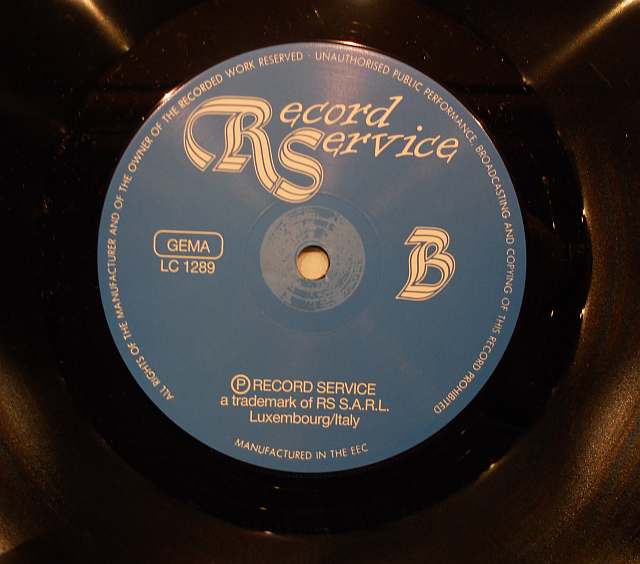 ALL RIGHTS OF THE MANUFACTURER AND OF THE OWNER OF THE RECORDED WORK RESERVED · UNAUTHORISED PUBLIC PERFORMANCE, BROADCASTING AND COPYING OF THIS RECORD PROHIBITED
Record
Service
GEMA
LC 1289
B
Ⓟ RECORD SERVICE
a trademark of RS S.A.R.L.
Luxembourg/Italy
MANUFACTURED IN THE EEC